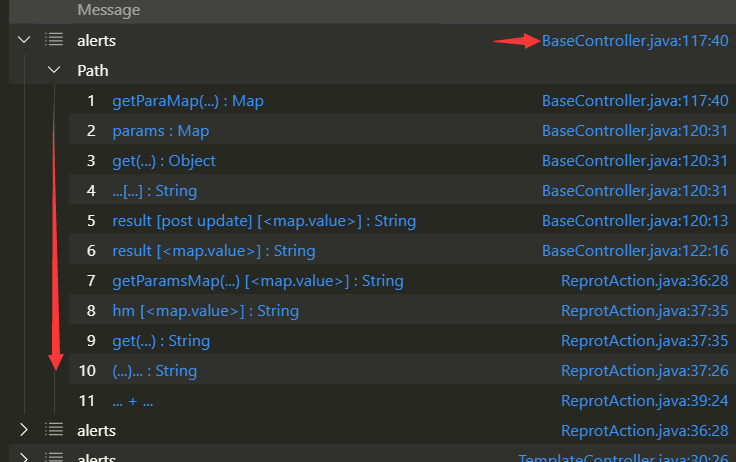 Message
alerts BaseController.java:117:40
Path
1 getParaMap(...) : Map BaseController.java:117:40
2 params : Map BaseController.java:120:31
3 get(...) : Object BaseController.java:120:31
4 ...[...] : String BaseController.java:120:31
5 result [post update] [<map.value>] : String BaseController.java:120:13
6 result [<map.value>] : String BaseController.java:122:16
7 getParamsMap(...) [<map.value>] : String ReprotAction.java:36:28
8 hm [<map.value>] : String ReprotAction.java:37:35
9 get(...) : String ReprotAction.java:37:35
10 (...)... : String ReprotAction.java:37:26
11 ... + ... ReprotAction.java:39:24
alerts ReprotAction.java:36:28
alerts TemplateController.java:30:26